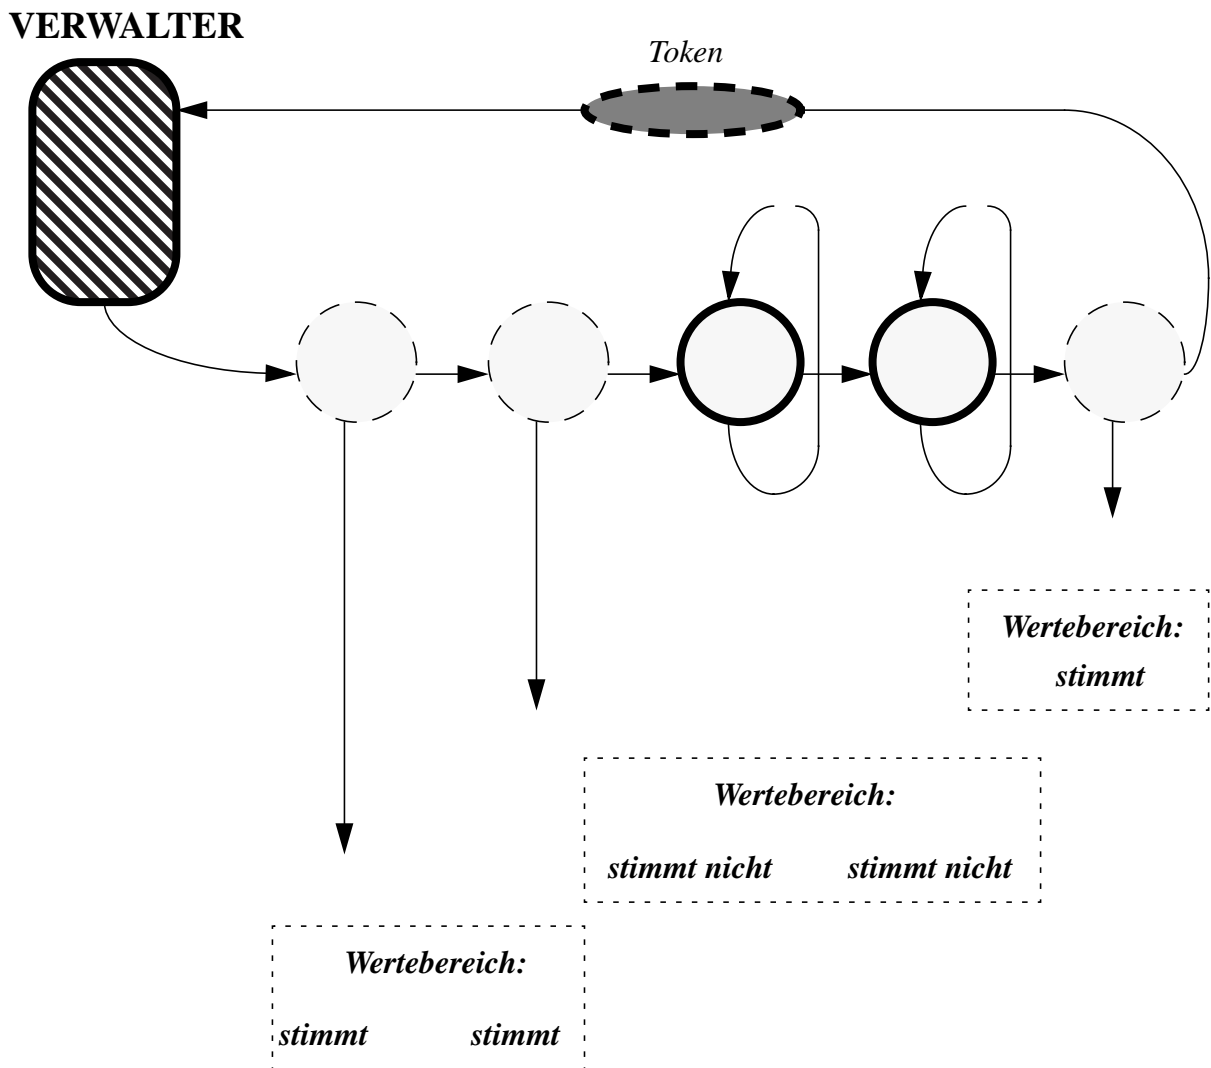 VERWALTER
Token
Wertebereich:
stimmt
Wertebereich:
stimmt nicht stimmt nicht
Wertebereich:
stimmt stimmt